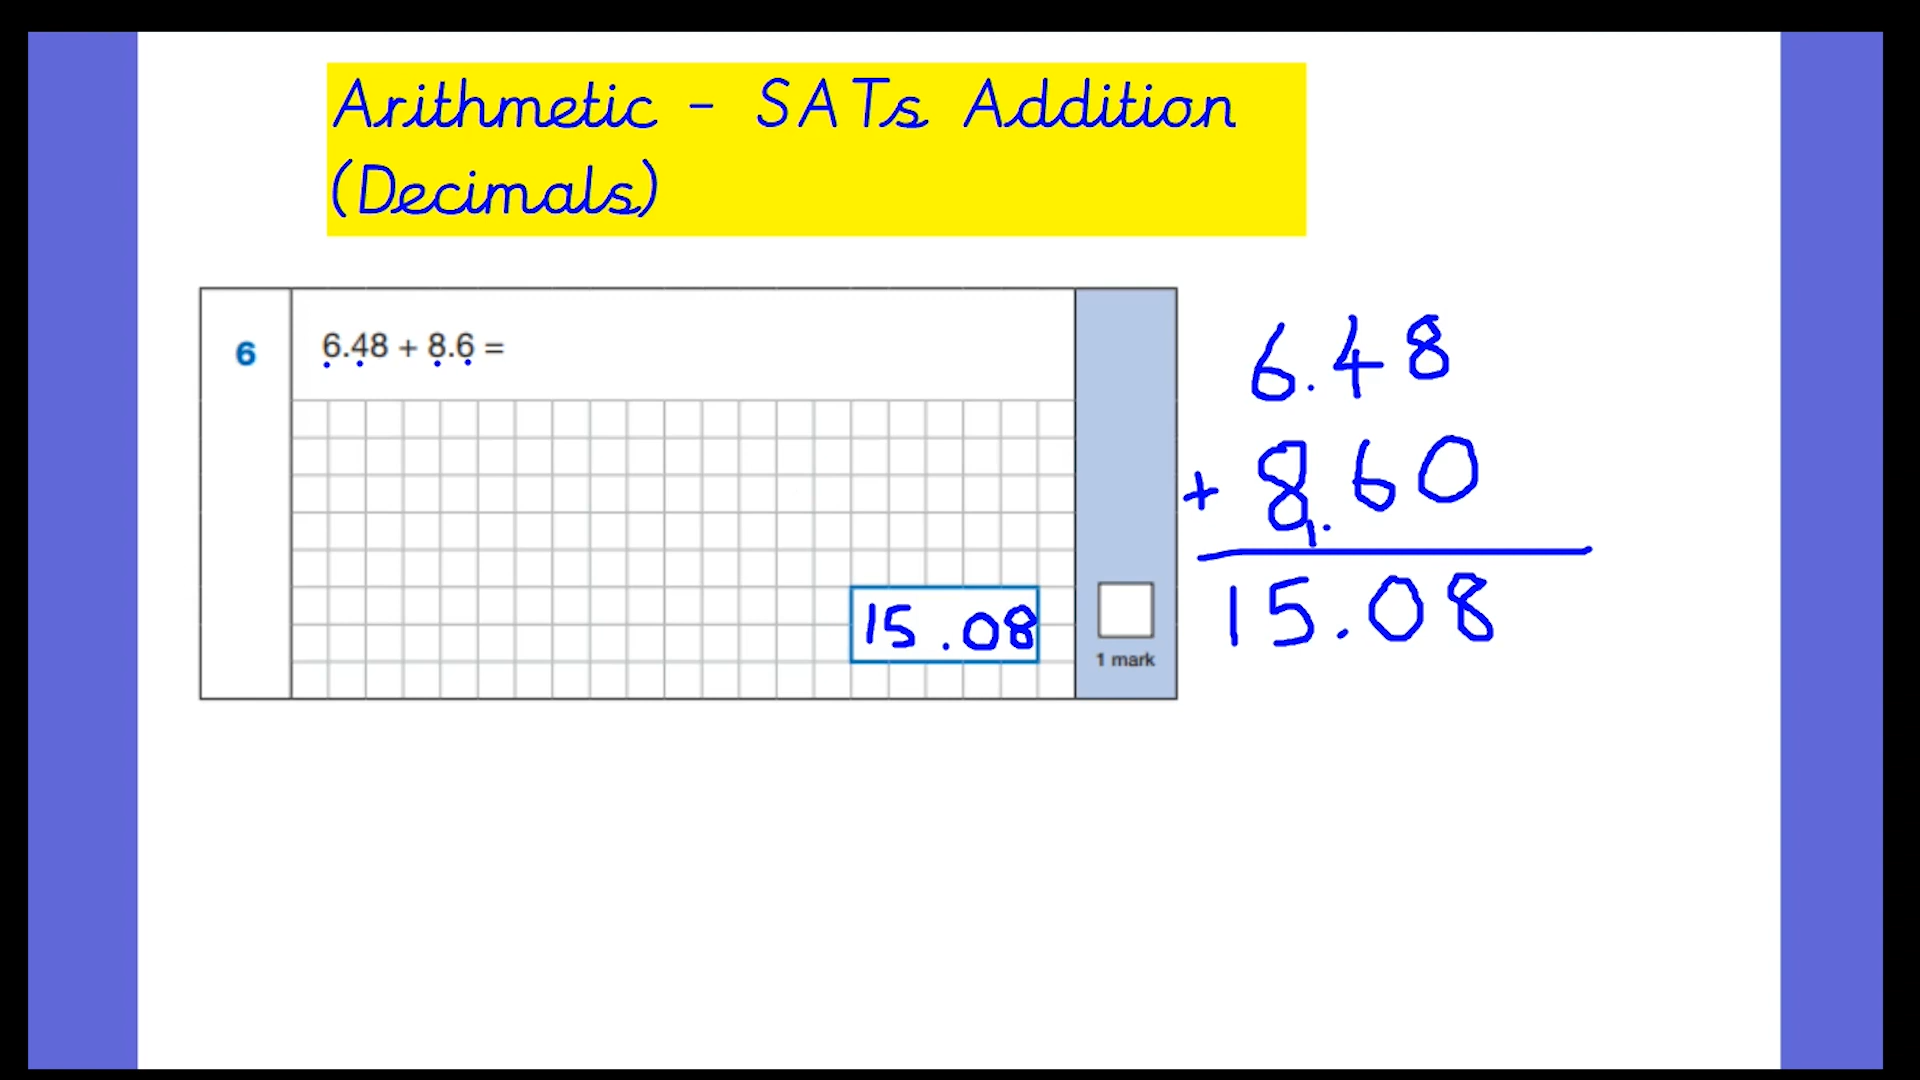 Arithmetic - SATs Addition
(Decimals)
6
6.48 + 8.6 =
15.08
1 mark
6.48
+ 8.60
1
15.08